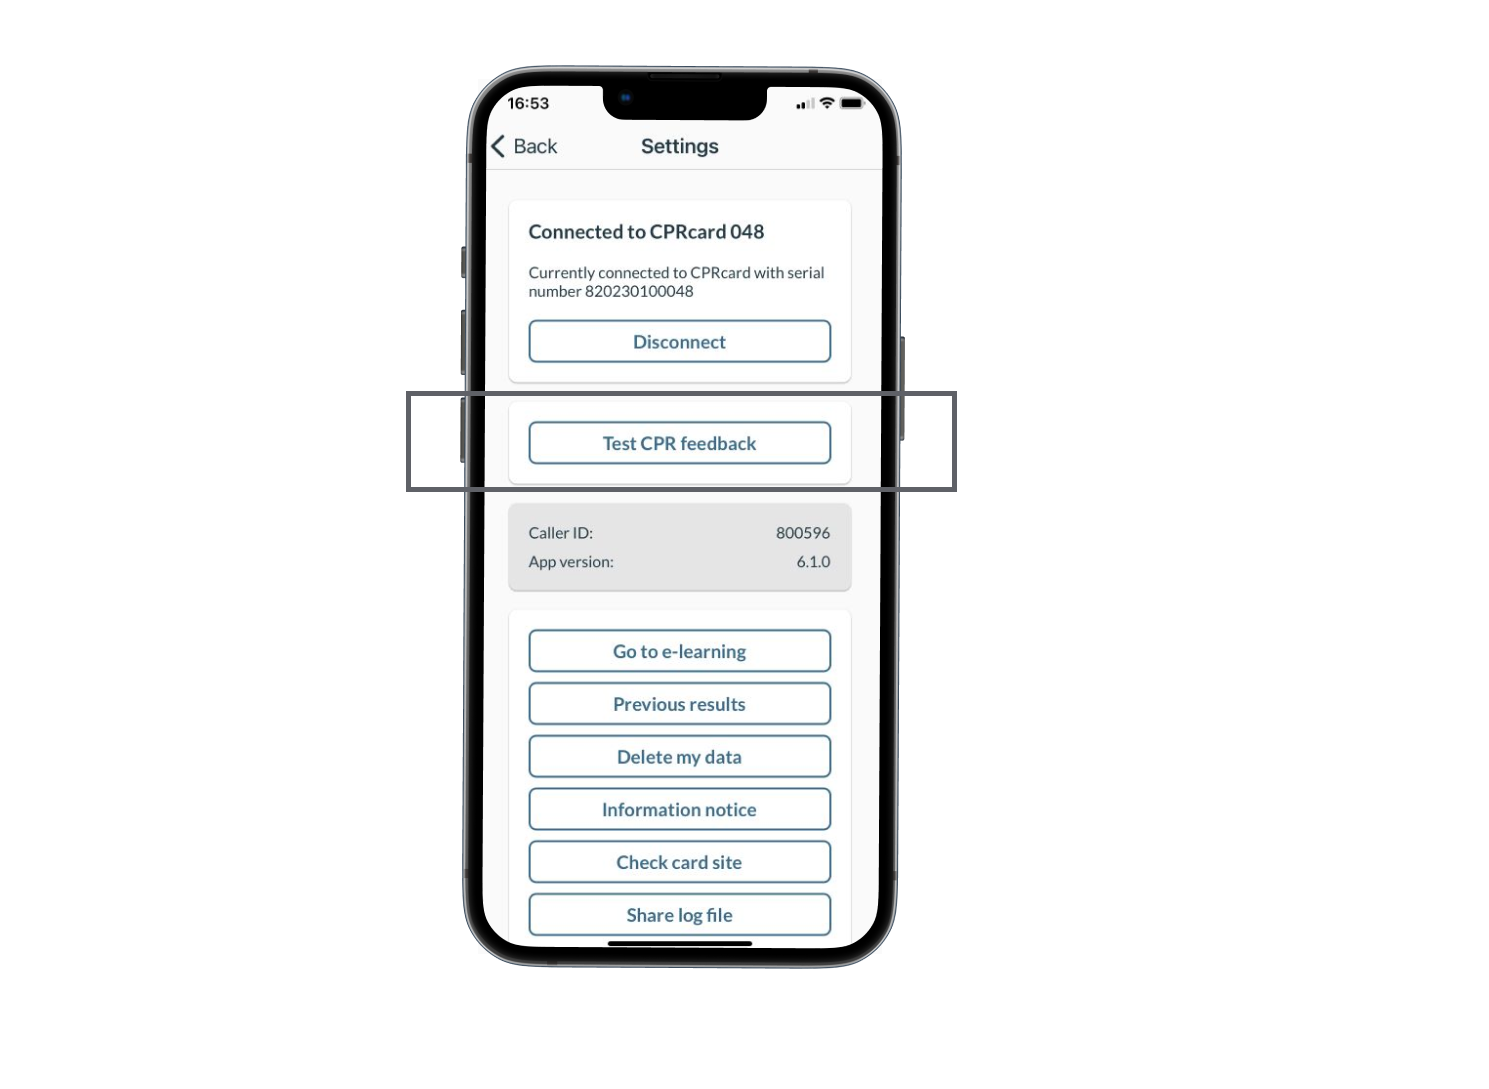 16:53
Back
Settings
Connected to CPRcard 048
Currently connected to CPRcard with serial
number 820230100048
Disconnect
Test CPR feedback
Caller ID: 800596
App version: 6.1.0
Go to e-learning
Previous results
Delete my data
Information notice
Check card site
Share log file